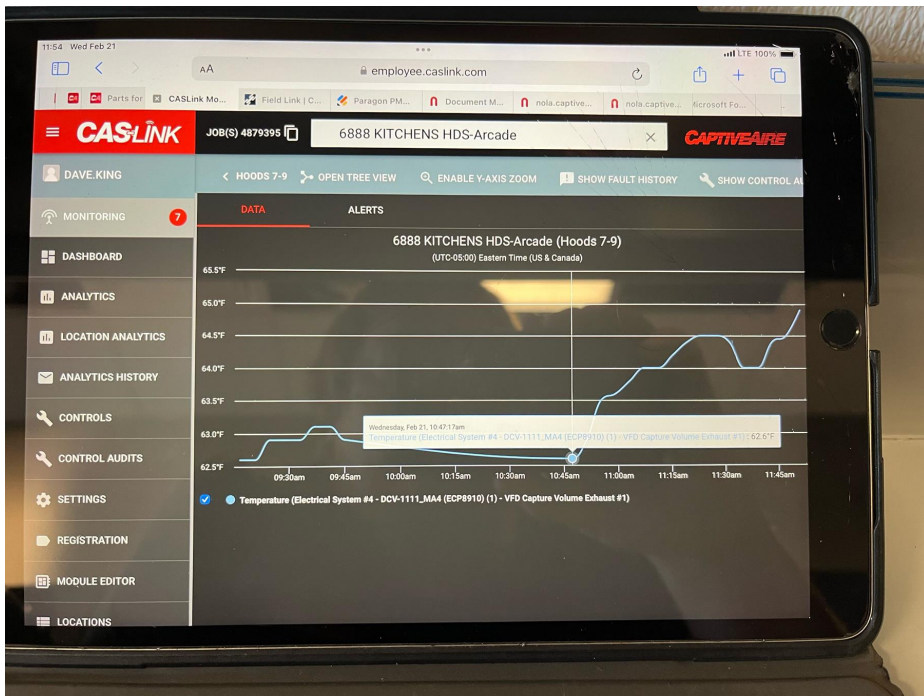 11:54 Wed Feb 21
LTE 100%
AA
employee.caslink.com
Parts for
CASLink Mo...
Field Link | C...
Paragon PM...
Document M...
nola.captive...
nola.captive...
Microsoft Fo...
CASLINK
JOB(S) 4879395
6888 KITCHENS HDS-Arcade
CAPTIVEAIRE
DAVE.KING
HOODS 7-9
OPEN TREE VIEW
ENABLE Y-AXIS ZOOM
SHOW FAULT HISTORY
SHOW CONTROL AU
MONITORING
7
DASHBOARD
ANALYTICS
LOCATION ANALYTICS
ANALYTICS HISTORY
CONTROLS
CONTROL AUDITS
SETTINGS
REGISTRATION
MODULE EDITOR
LOCATIONS
DATA
ALERTS
6888 KITCHENS HDS-Arcade (Hoods 7-9)
(UTC-05:00) Eastern Time (US & Canada)
65.5°F
65.0°F
64.5°F
64.0°F
63.5°F
63.0°F
62.5°F
Wednesday, Feb 21, 10:47:17am
Temperature (Electrical System #4 - DCV-1111_MA4 (ECP8910) (1) - VFD Capture Volume Exhaust #1) : 62.6°F
09:30am
09:45am
10:00am
10:15am
10:30am
10:45am
11:00am
11:15am
11:30am
11:45am
Temperature (Electrical System #4 - DCV-1111_MA4 (ECP8910) (1) - VFD Capture Volume Exhaust #1)